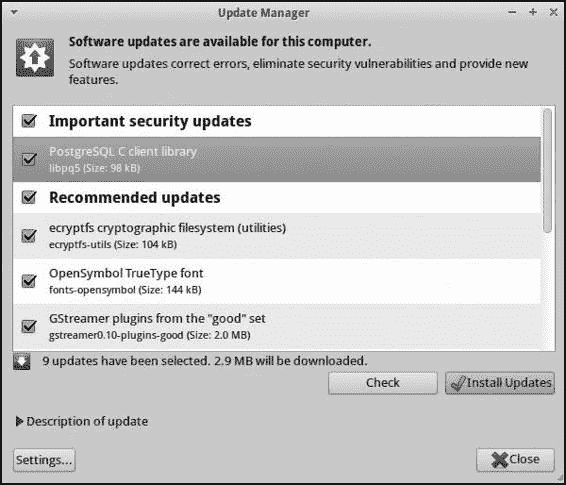 Update Manager
Software updates are available for this computer.
Software updates correct errors, eliminate security vulnerabilities and provide new
features.
Important security updates
PostgreSQL C client library
libpq5 (Size: 98 kB)
Recommended updates
ecryptfs cryptographic filesystem (utilities)
ecryptfs-utils (Size: 104 kB)
OpenSymbol TrueType font
fonts-opensymbol (Size: 144 kB)
GStreamer plugins from the "good" set
gstreamer0.10-plugins-good (Size: 2.0 MB)
9 updates have been selected. 2.9 MB will be downloaded.
Check
Install Updates
Description of update
Settings...
Close